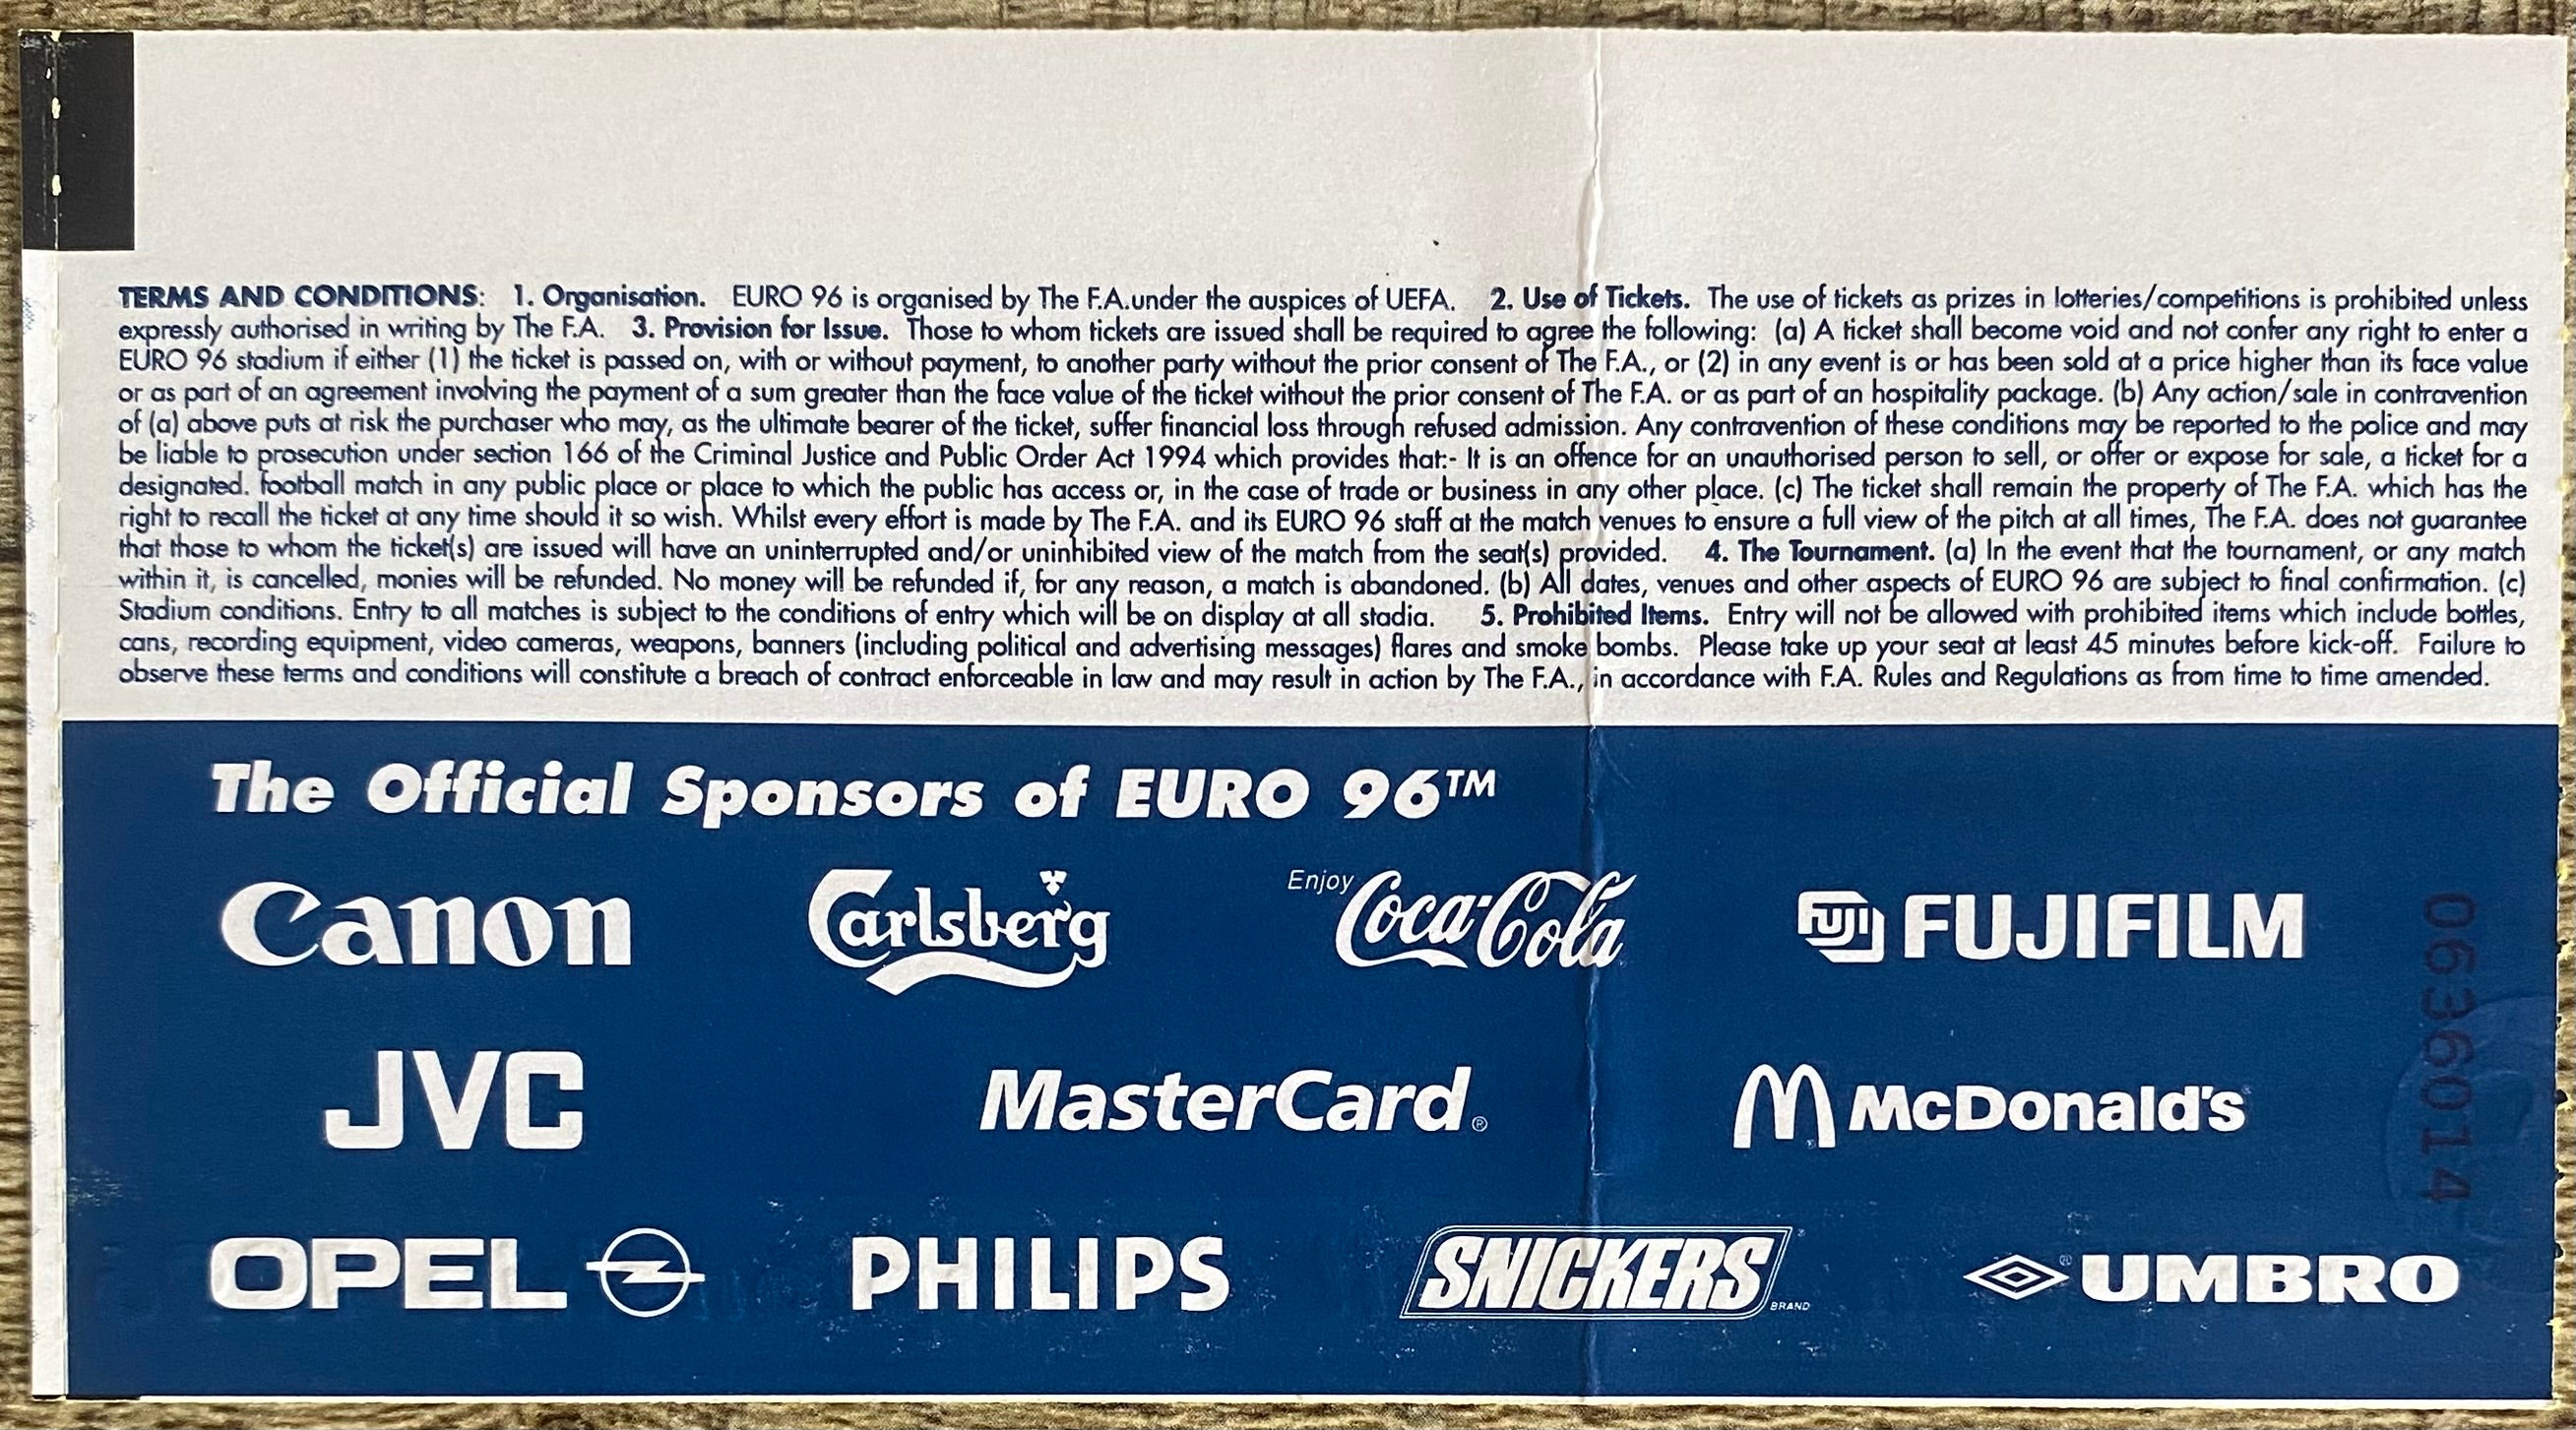 TERMS AND CONDITIONS: 1. Organisation. EURO 96 is organised by The F.A.under the auspices of UEFA. 2. Use of Tickets. The use of tickets as prizes in lotteries/competitions is prohibited unless
expressly authorised in writing by The F.A. 3. Provision for Issue. Those to whom tickets are issued shall be required to agree the following: (a) A ticket shall become void and not confer any right to enter a
EURO 96 stadium if either (1) the ticket is passed on, with or without payment, to another party without the prior consent of The F.A., or (2) in any event is or has been sold at a price higher than its face value
or as part of an agreement involving the payment of a sum greater than the face value of the ticket without the prior consent of The F.A. or as part of an hospitality package. (b) Any action/sale in contravention
of (a) above puts at risk the purchaser who may, as the ultimate bearer of the ticket, suffer financial loss through refused admission. Any contravention of these conditions may be reported to the police and may
be liable to prosecution under section 166 of the Criminal Justice and Public Order Act 1994 which provides that:- It is an offence for an unauthorised person to sell, or offer or expose for sale, a ticket for a
designated. football match in any public place or place to which the public has access or, in the case of trade or business in any other place. (c) The ticket shall remain the property of The F.A. which has the
right to recall the ticket at any time should it so wish. Whilst every effort is made by The F.A. and its EURO 96 staff at the match venues to ensure a full view of the pitch at all times, The F.A. does not guarantee
that those to whom the ticket(s) are issued will have an uninterrupted and/or uninhibited view of the match from the seat(s) provided. 4. The Tournament. (a) In the event that the tournament, or any match
within it, is cancelled, monies will be refunded. No money will be refunded if, for any reason, a match is abandoned. (b) All dates, venues and other aspects of EURO 96 are subject to final confirmation. (c)
Stadium conditions. Entry to all matches is subject to the conditions of entry which will be on display at all stadia. 5. Prohibited Items. Entry will not be allowed with prohibited items which include bottles,
cans, recording equipment, video cameras, weapons, banners (including political and advertising messages) flares and smoke bombs. Please take up your seat at least 45 minutes before kick-off. Failure to
observe these terms and conditions will constitute a breach of contract enforceable in law and may result in action by The F.A., in accordance with F.A. Rules and Regulations as from time to time amended.
The Official Sponsors of EURO 96™
Canon Carlsberg Enjoy Coca-Cola FUJI FUJIFILM
JVC MasterCard® McDonald's
OPEL PHILIPS SNICKERS® BRAND ®UMBRO
0636014